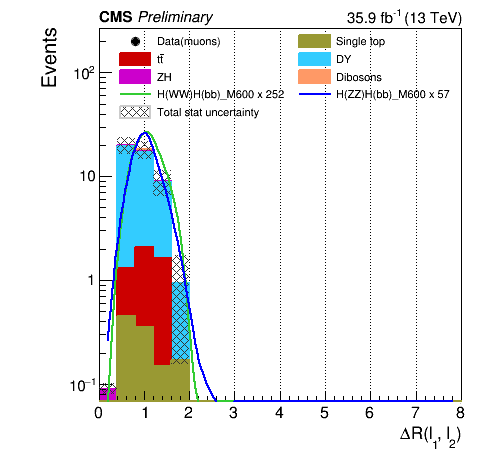 CMS Preliminary 35.9 fb⁻¹ (13 TeV)
Events
Data(muons) Single top
tt̄ DY
ZH Dibosons
H(WW)H(bb)_M600 x 252 H(ZZ)H(bb)_M600 x 57
Total stat uncertainty
10²
10
1
10⁻¹
0 1 2 3 4 5 6 7 8
ΔR(l₁, l₂)